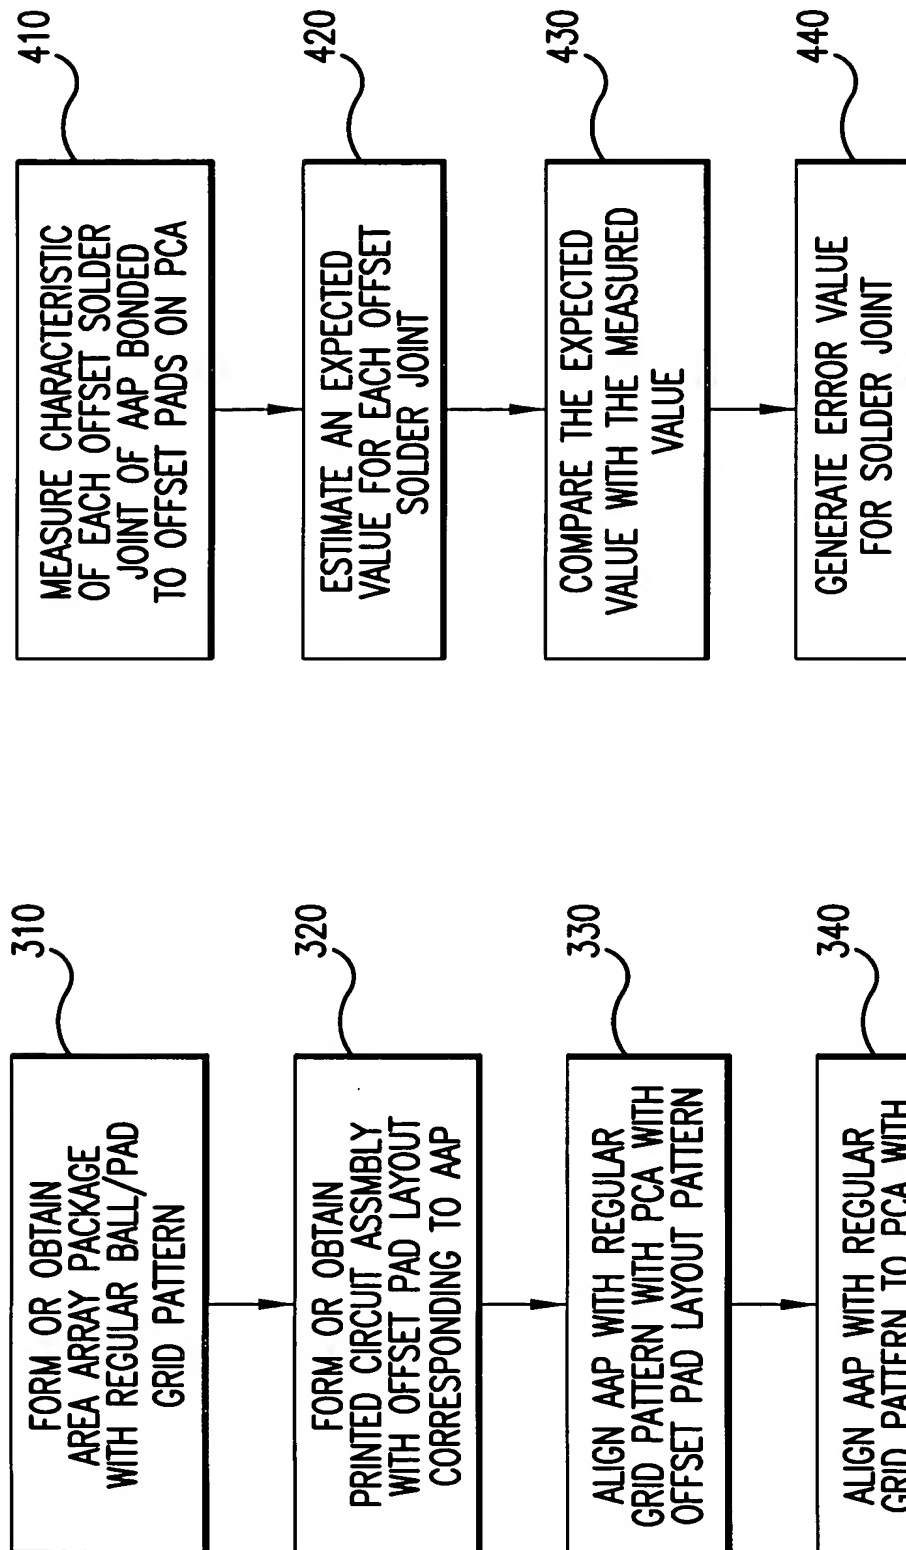 310
FORM OR OBTAIN
AREA ARRAY PACKAGE
WITH REGULAR BALL/PAD
GRID PATTERN
320
FORM OR OBTAIN
PRINTED CIRCUIT ASSMBLY
WITH OFFSET PAD LAYOUT
CORRESPONDING TO AAP
330
ALIGN AAP WITH REGULAR
GRID PATTERN WITH PCA WITH
OFFSET PAD LAYOUT PATTERN
340
ALIGN AAP WITH REGULAR
GRID PATTERN TO PCA WITH
410
MEASURE CHARACTERISTIC
OF EACH OFFSET SOLDER
JOINT OF AAP BONDED
TO OFFSET PADS ON PCA
420
ESTIMATE AN EXPECTED
VALUE FOR EACH OFFSET
SOLDER JOINT
430
COMPARE THE EXPECTED
VALUE WITH THE MEASURED
VALUE
440
GENERATE ERROR VALUE
FOR SOLDER JOINT